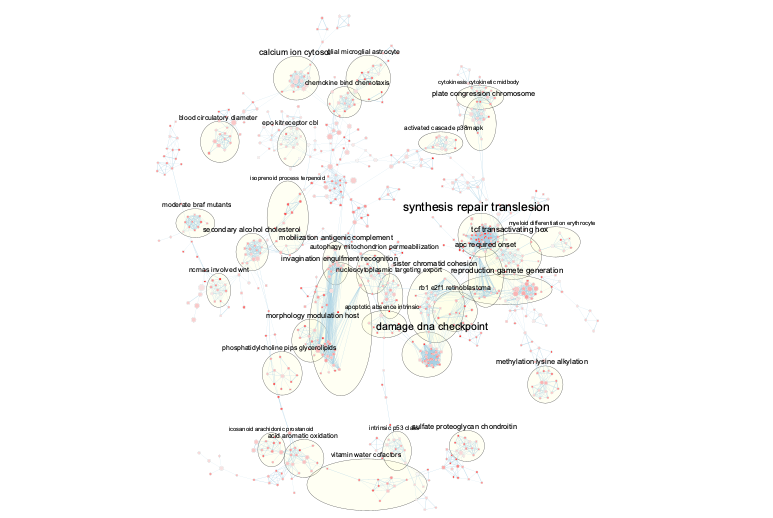 calcium ion cytosol
glial microglial astrocyte
chemokine bind chemotaxis
cytokinesis cytokinetic midbody
plate congression chromosome
blood circulatory diameter
epo kit receptor cbl
activated cascade p38mapk
isoprenoid process terpenoid
moderate braf mutants
synthesis repair translesion
myeloid differentiation erythrocyte
secondary alcohol cholesterol
tcf transactivating hox
mobilization antigenic complement
autophagy mitochondrion permeabilization
apc required onset
invagination engulfment recognition
sister chromatid cohesion
ncmas involved wnt
nucleocytoplasmic targeting export
reproduction gamete generation
rb1 e2f1 retinoblastoma
apoptotic absence intrinsic
morphology modulation host
damage dna checkpoint
phosphatidylcholine pips glycerolipids
methylation lysine alkylation
icosanoid arachidonic prostanoid
intrinsic p53 class
sulfate proteoglycan chondroitin
acid aromatic oxidation
vitamin water cofactors